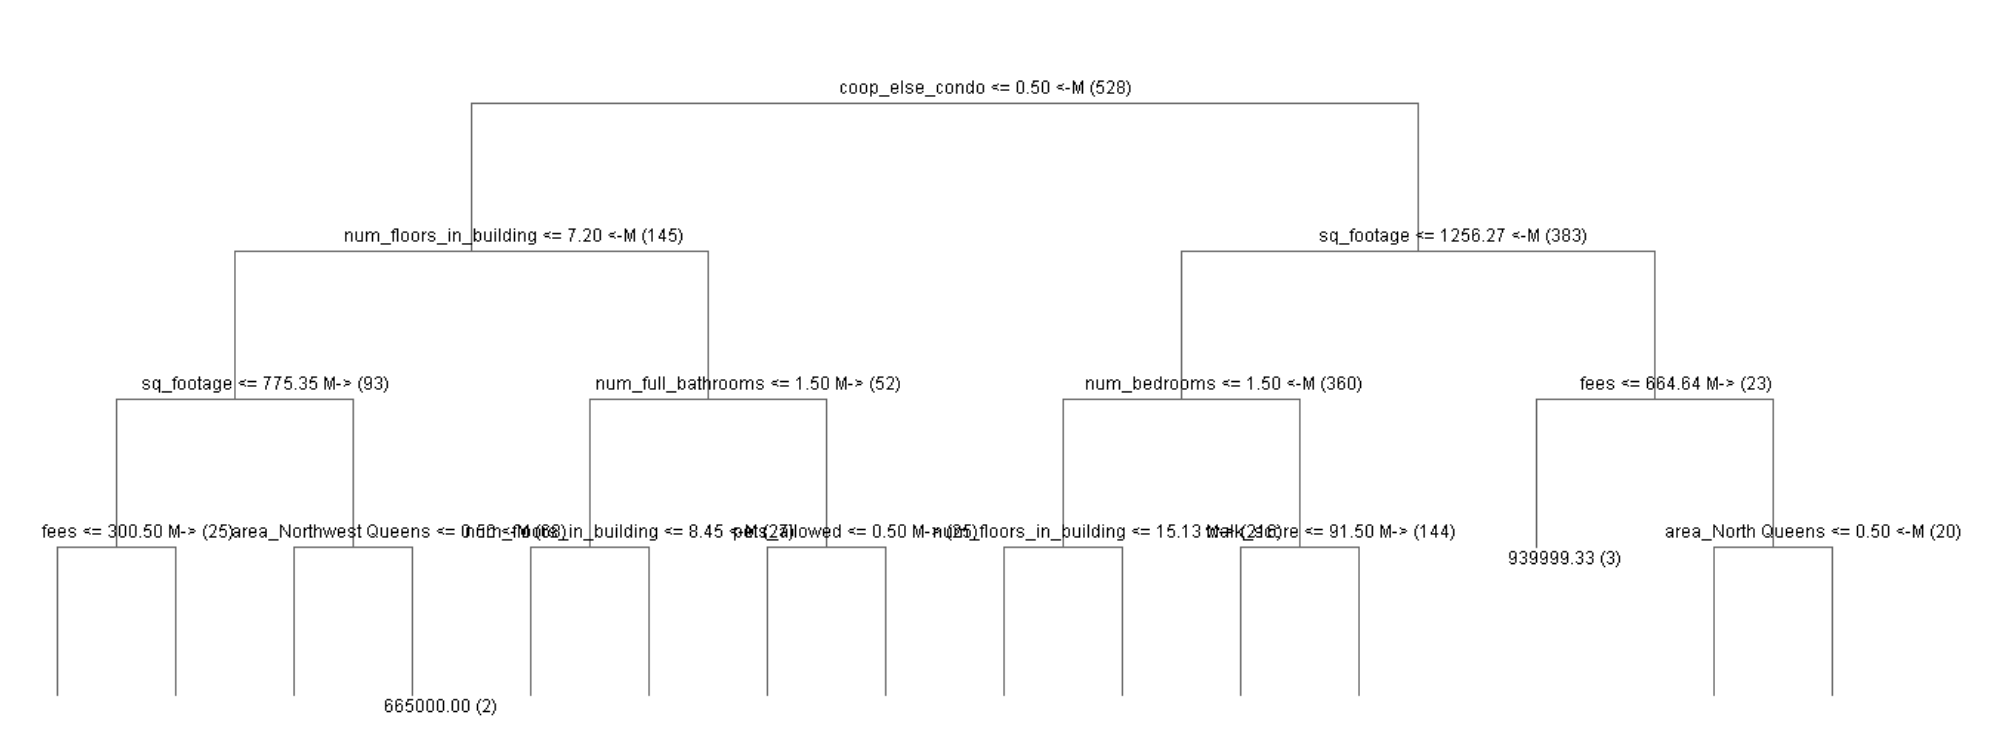 coop_else_condo <= 0.50 <-M (528)
num_floors_in_building <= 7.20 <-M (145)
sq_footage <= 1256.27 <-M (383)
sq_footage <= 775.35 M-> (93)
num_full_bathrooms <= 1.50 M-> (52)
num_bedrooms <= 1.50 <-M (360)
fees <= 664.64 M-> (23)
fees <= 300.50 M-> (25)
area_Northwest Queens <= 0.50 <-M (68)
num_floors_in_building <= 8.45 <-M
pets_allowed <= 0.50 M->
num_floors_in_building <= 15.13 M-> (216)
walk_score <= 91.50 M-> (144)
939999.33 (3)
area_North Queens <= 0.50 <-M (20)
665000.00 (2)